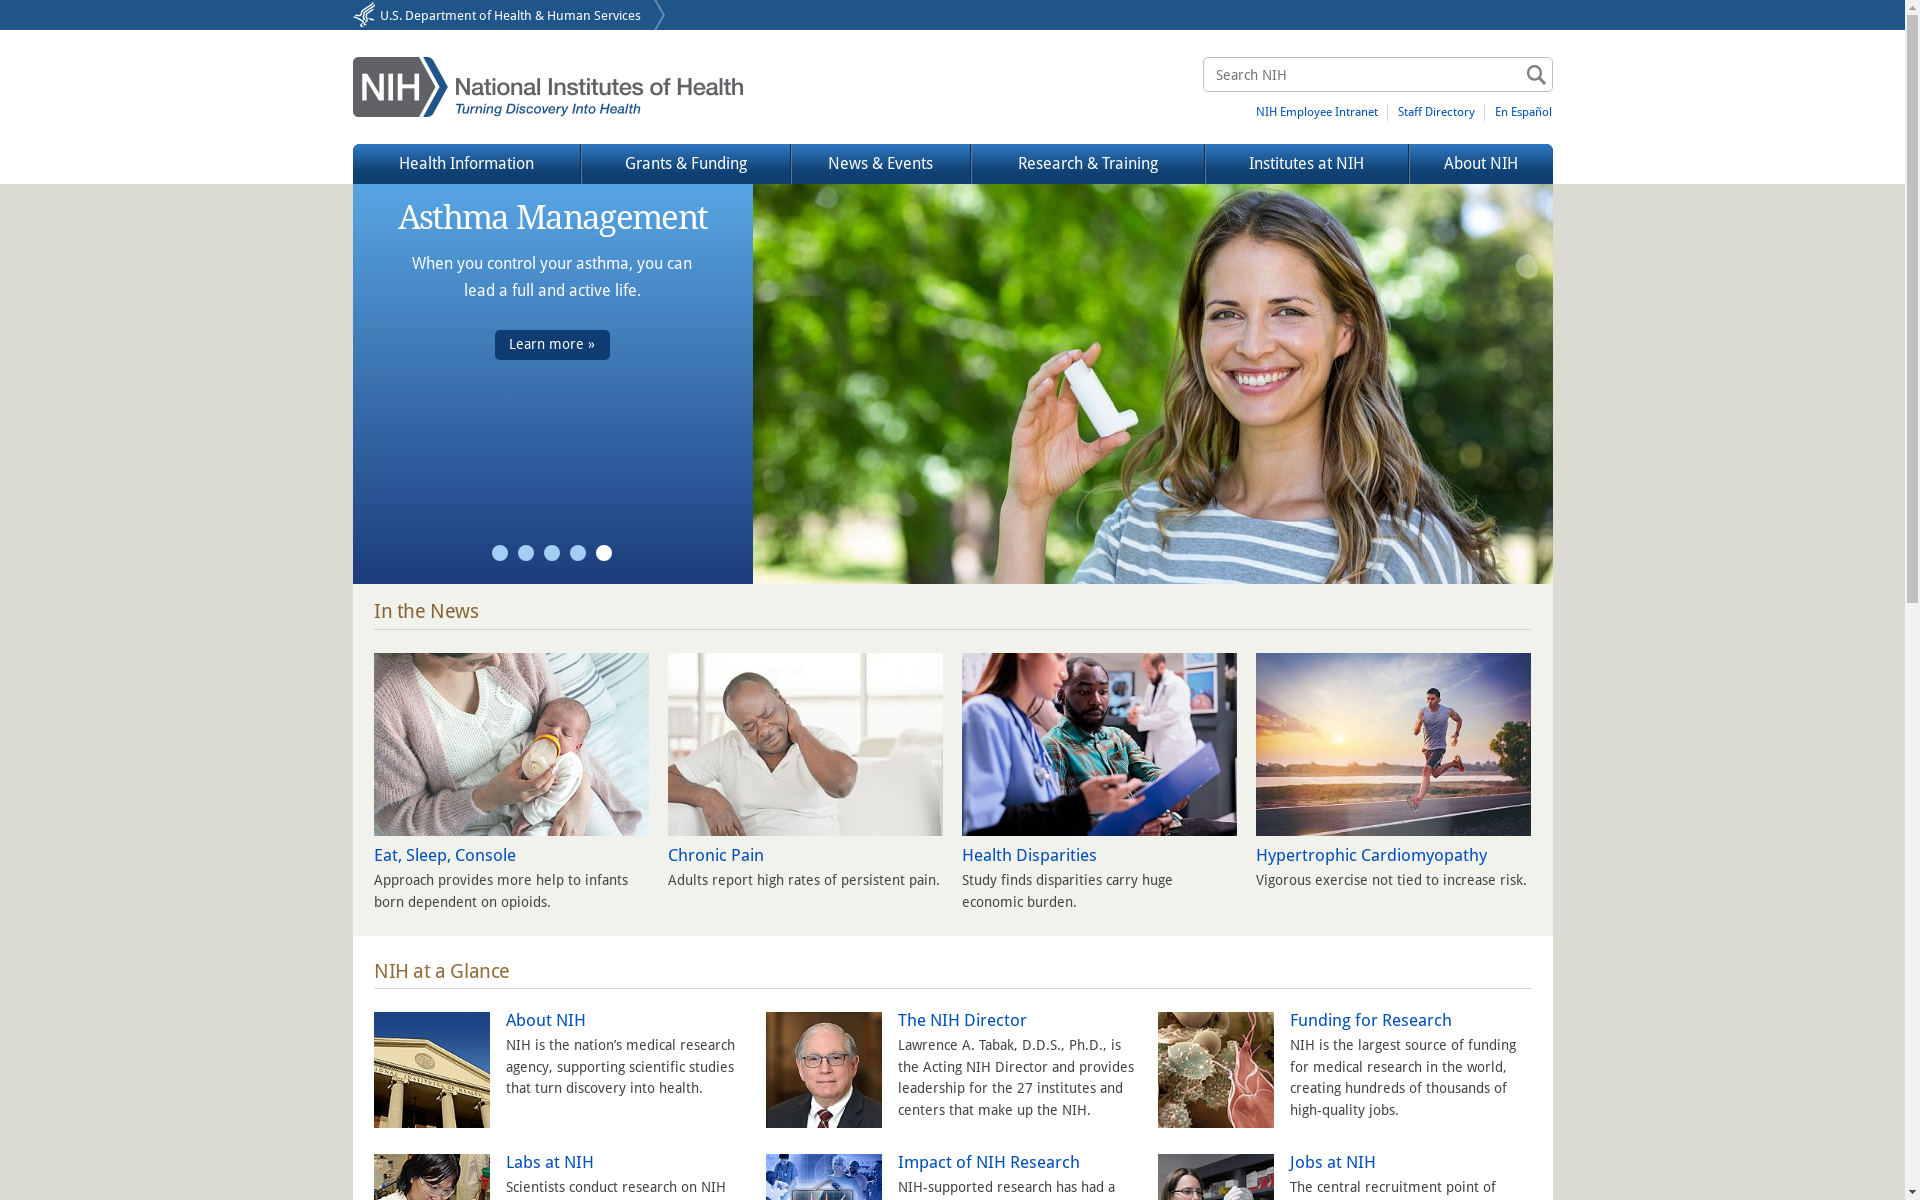 U.S. Department of Health & Human Services
NIH
National Institutes of Health
Turning Discovery Into Health
Search NIH
NIH Employee Intranet
Staff Directory
En Español
Health Information
Grants & Funding
News & Events
Research & Training
Institutes at NIH
About NIH
Asthma Management
When you control your asthma, you can
lead a full and active life.
Learn more »
In the News
Eat, Sleep, Console
Approach provides more help to infants
born dependent on opioids.
Chronic Pain
Adults report high rates of persistent pain.
Health Disparities
Study finds disparities carry huge
economic burden.
Hypertrophic Cardiomyopathy
Vigorous exercise not tied to increase risk.
NIH at a Glance
About NIH
NIH is the nation’s medical research
agency, supporting scientific studies
that turn discovery into health.
The NIH Director
Lawrence A. Tabak, D.D.S., Ph.D., is
the Acting NIH Director and provides
leadership for the 27 institutes and
centers that make up the NIH.
Funding for Research
NIH is the largest source of funding
for medical research in the world,
creating hundreds of thousands of
high-quality jobs.
Labs at NIH
Scientists conduct research on NIH
Impact of NIH Research
NIH-supported research has had a
Jobs at NIH
The central recruitment point of